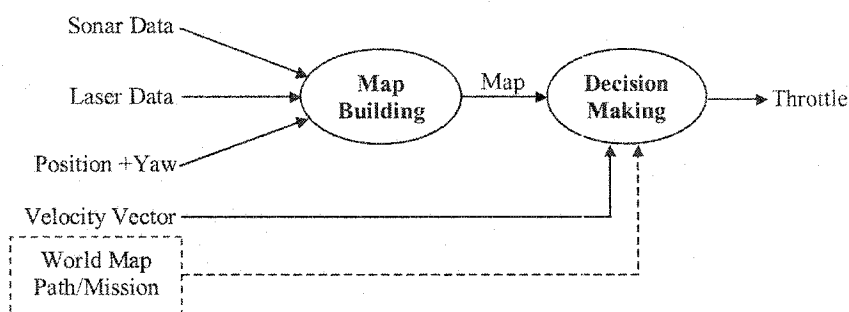 Sonar Data
Laser Data
Position +Yaw
Velocity Vector
World Map
Path/Mission
Map
Building
Map
Decision
Making
Throttle